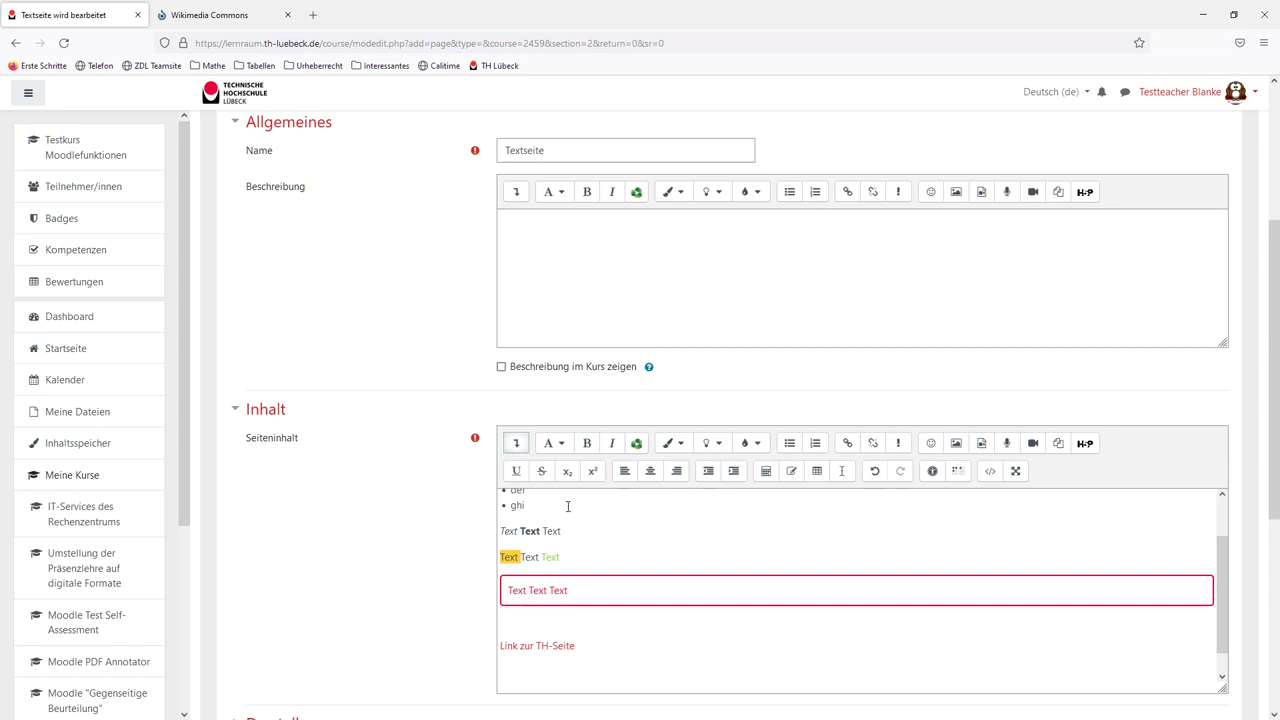 Textseite wird bearbeitet
Wikimedia Commons
https://lernraum.th-luebeck.de/course/modedit.php?add=page&type=&course=2459&section=2&return=0&sr=0
Erste Schritte Telefon ZDL Teamsite Mathe Tabellen Urheberrecht Interessantes Calitime TH Lübeck
TECHNISCHE
HOCHSCHULE
LÜBECK
Deutsch (de)
Testteacher Blanke
Testkurs
Moodlefunktionen
Teilnehmer/innen
Badges
Kompetenzen
Bewertungen
Dashboard
Startseite
Kalender
Meine Dateien
Inhaltsspeicher
Meine Kurse
IT-Services des
Rechenzentrums
Umstellung der
Präsenzlehre auf
digitale Formate
Moodle Test Self-
Assessment
Moodle PDF Annotator
Moodle "Gegenseitige
Beurteilung"
Allgemeines
Name
Textseite
Beschreibung
A B I H-P
Beschreibung im Kurs zeigen
Inhalt
Seiteninhalt
A B I H-P
U S x₂ x²
def
ghi
Text Text Text
Text Text Text
Text Text Text
Link zur TH-Seite